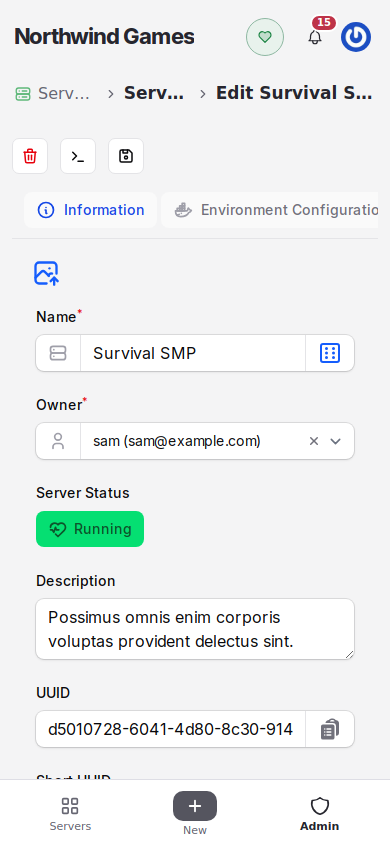 Northwind Games
15
Serv... > Serv... > Edit Survival S...
Information
Environment Configuratio
Name*
Survival SMP
Owner*
sam (sam@example.com)
Server Status
Running
Description
Possimus omnis enim corporis
voluptas provident delectus sint.
UUID
d5010728-6041-4d80-8c30-914
Short UUID
Servers
New
Admin